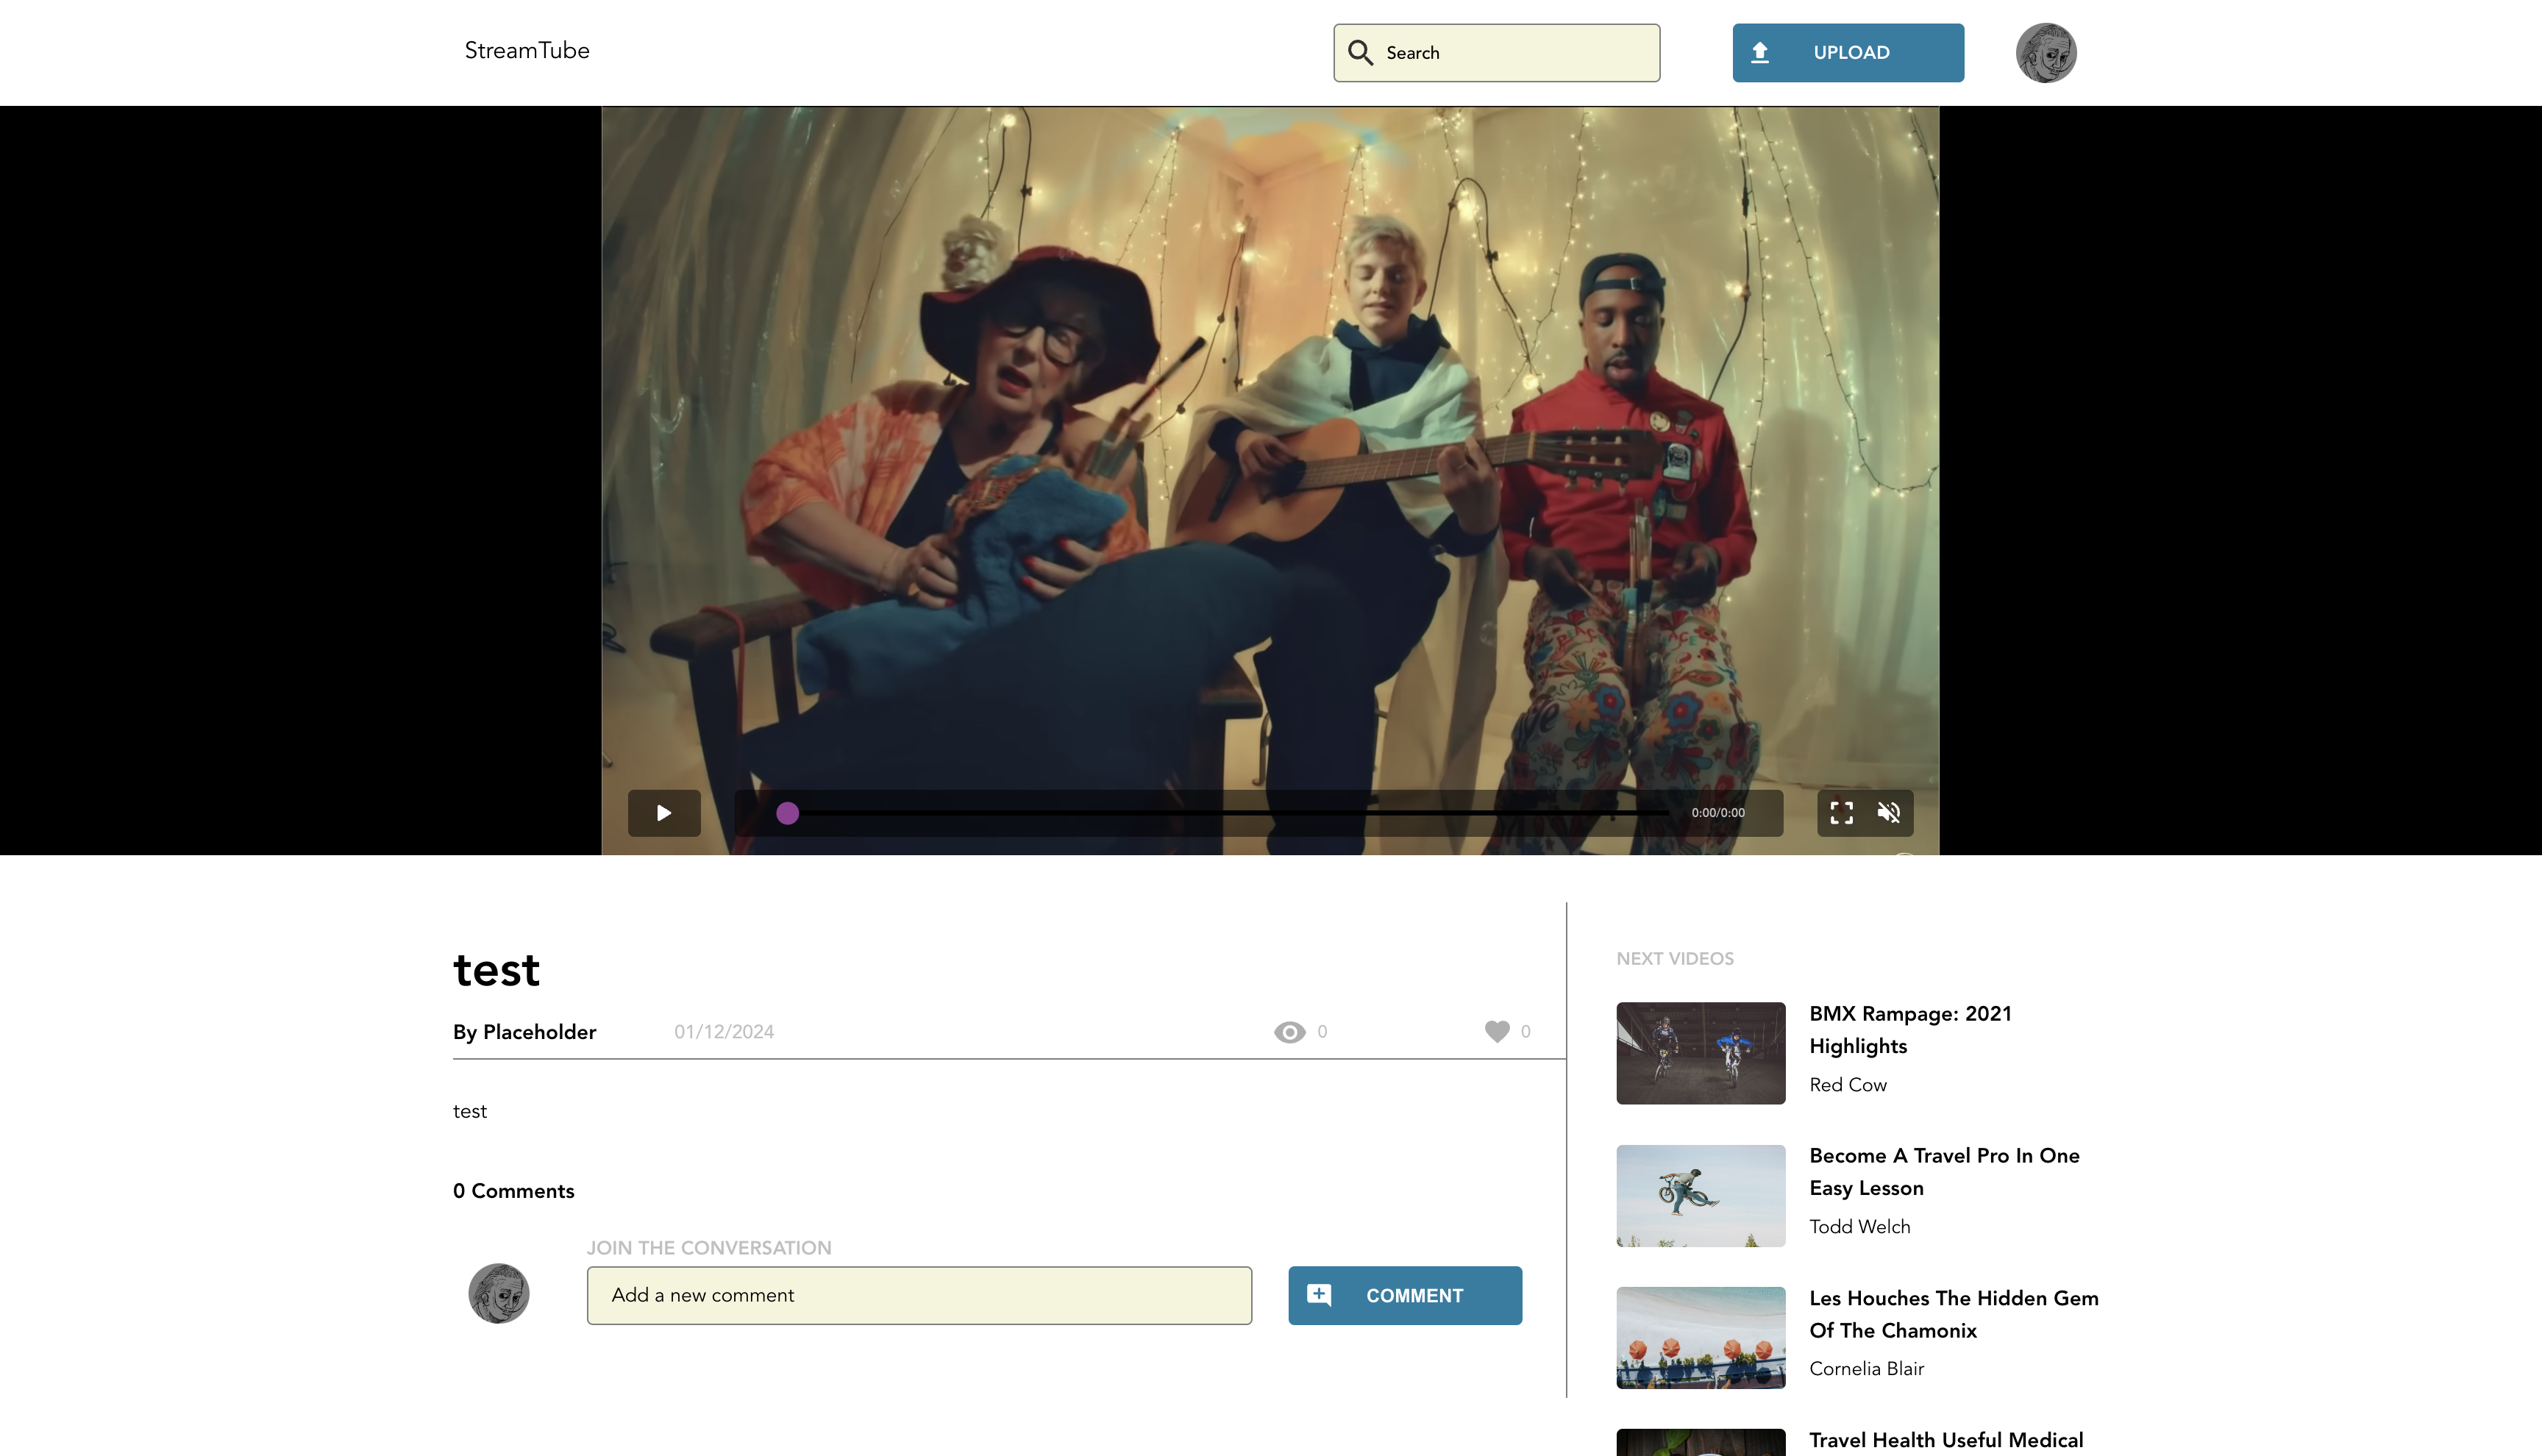 StreamTube
Search
UPLOAD
0:00/0:00
test
By Placeholder
01/12/2024
0
0
test
0 Comments
JOIN THE CONVERSATION
Add a new comment
COMMENT
NEXT VIDEOS
BMX Rampage: 2021
Highlights
Red Cow
Become A Travel Pro In One
Easy Lesson
Todd Welch
Les Houches The Hidden Gem
Of The Chamonix
Cornelia Blair
Travel Health Useful Medical